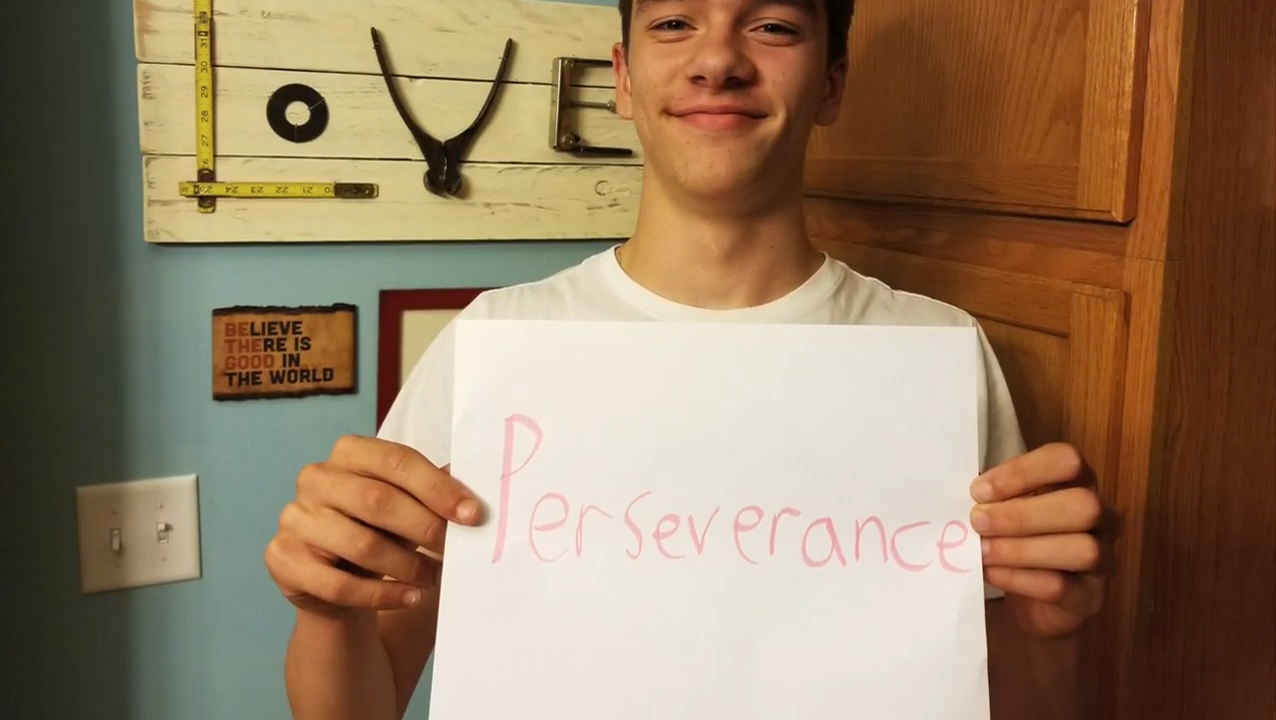 BELIEVE
THERE IS
GOOD IN
THE WORLD
Perseverance